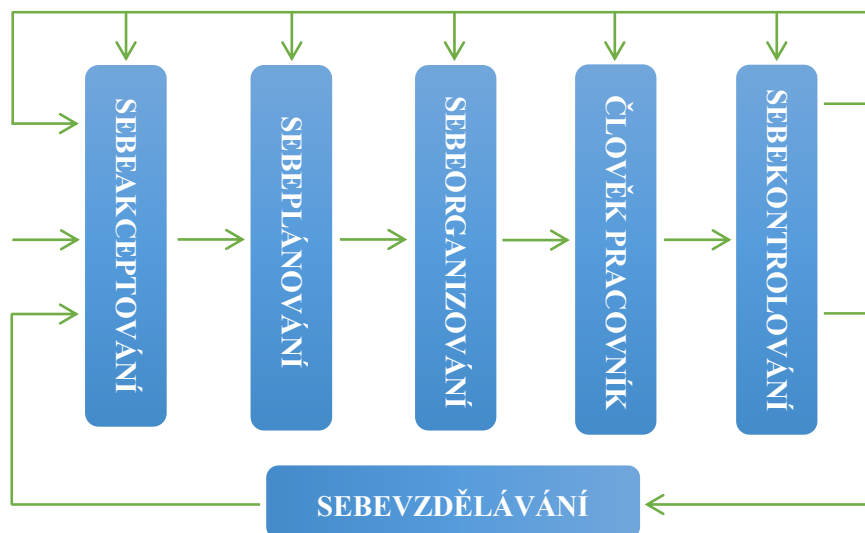 SEBEAKCEPTOVÁNÍ
SEBEPLÁNOVÁNÍ
SEBEORGANIZOVÁNÍ
ČLOVĚK PRACOVNÍK
SEBEKONTROLOVÁNÍ
SEBEVZDĚLÁVÁNÍ